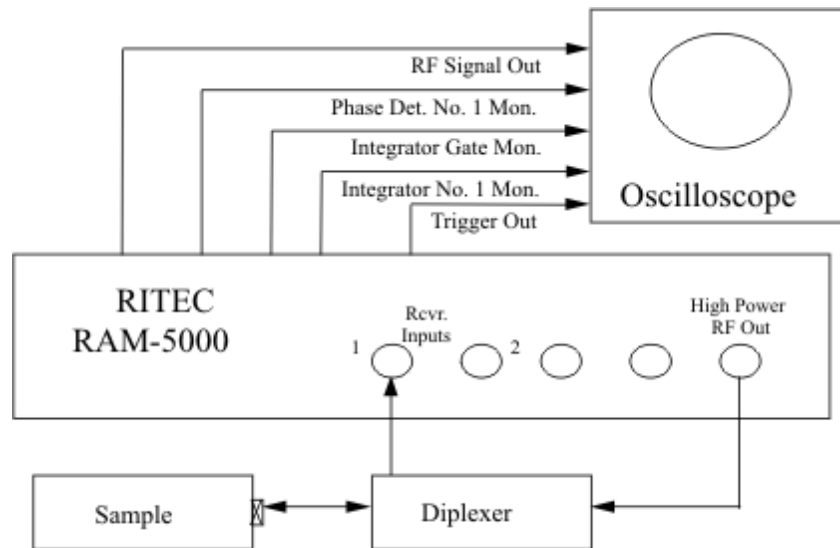 RF Signal Out
Phase Det. No. 1 Mon.
Integrator Gate Mon.
Integrator No. 1 Mon.
Trigger Out
Oscilloscope
RITEC
RAM-5000
1
Rcvr.
Inputs
2
High Power
RF Out
Sample
Diplexer